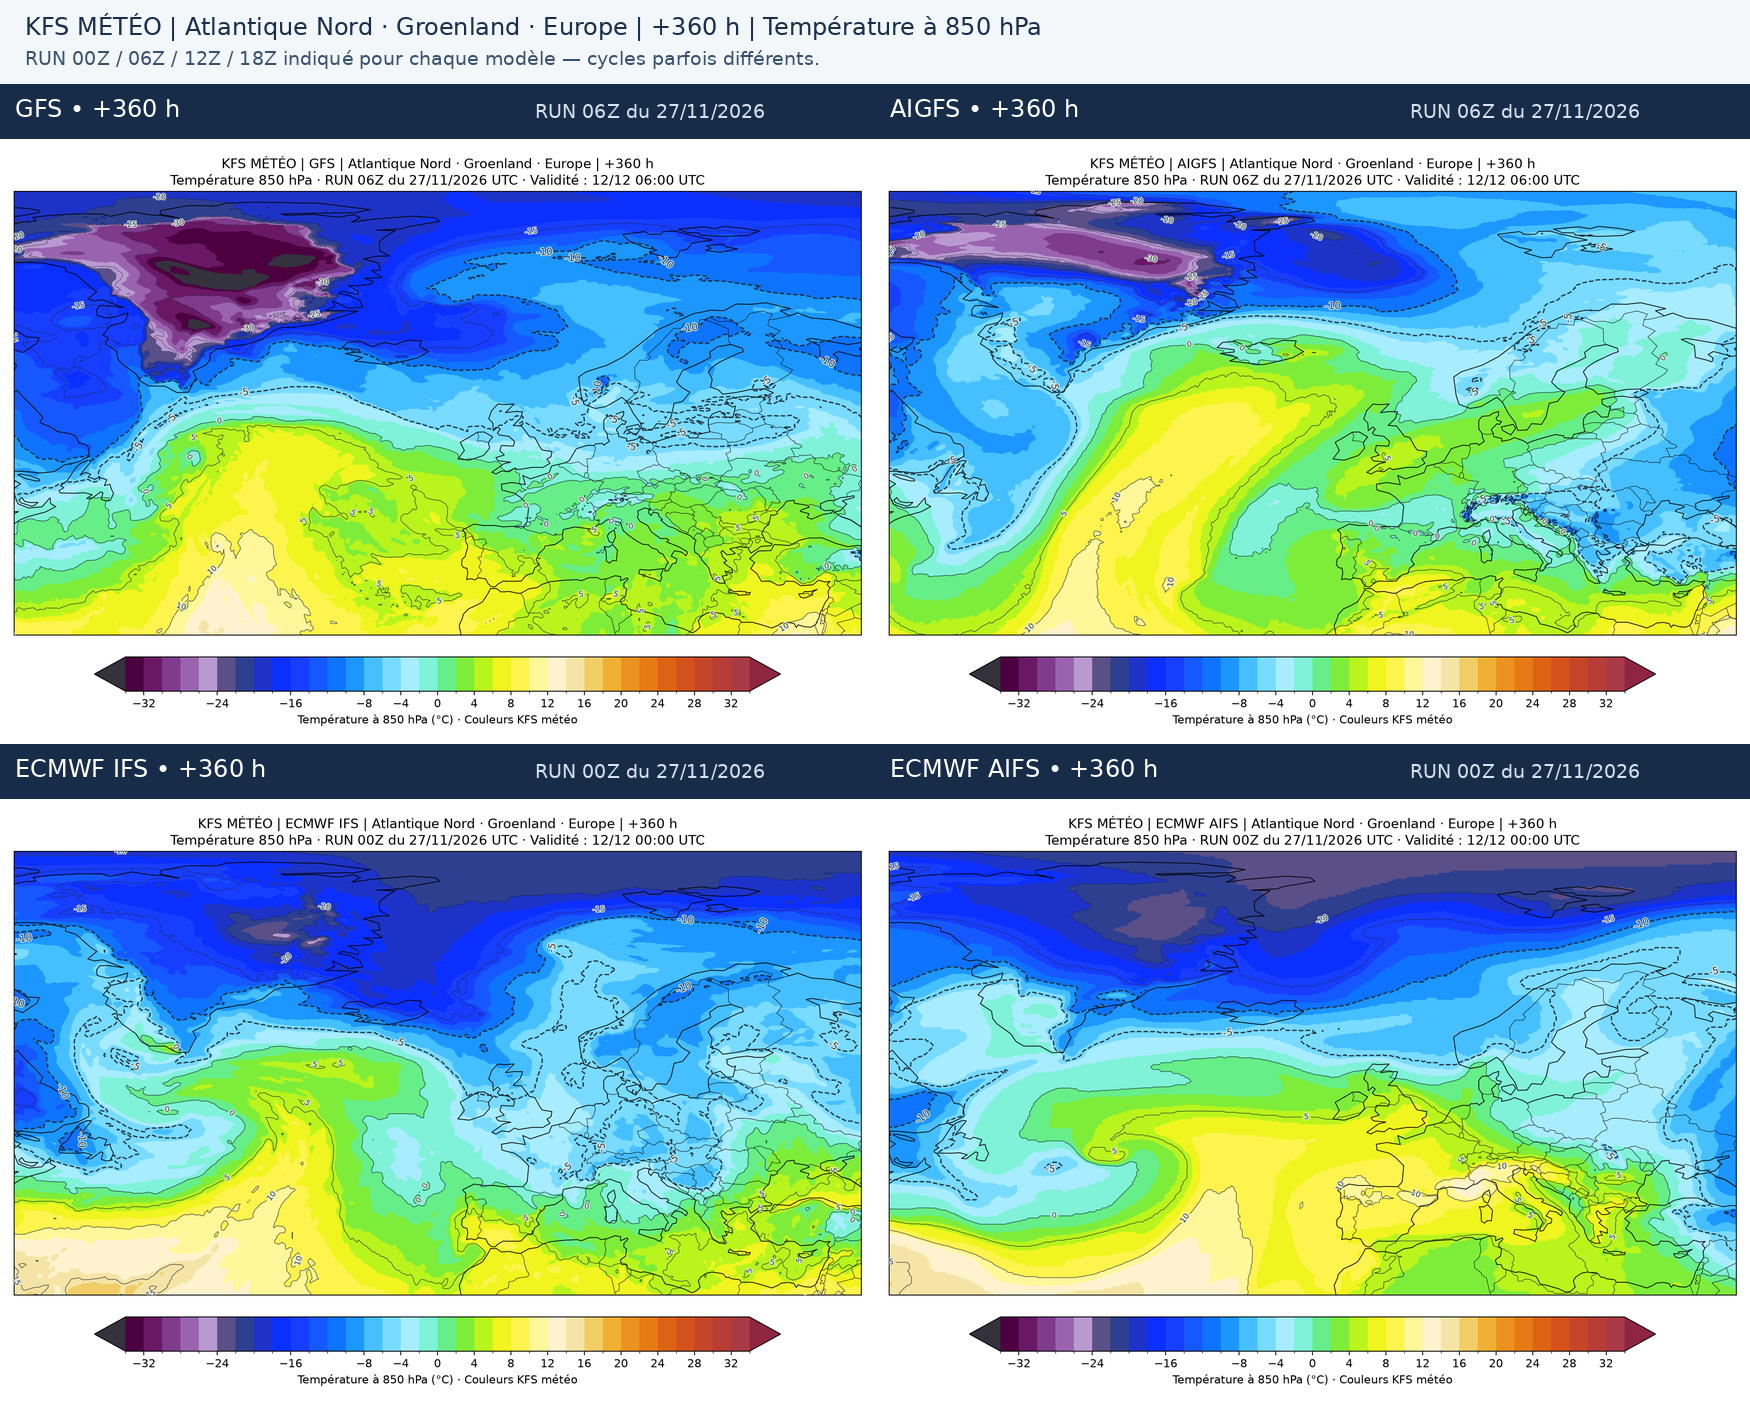 KFS MÉTÉO | Atlantique Nord · Groenland · Europe | +360 h | Température à 850 hPa
RUN 00Z / 06Z / 12Z / 18Z indiqué pour chaque modèle — cycles parfois différents.
GFS • +360 h
RUN 06Z du 27/11/2026
AIGFS • +360 h
RUN 06Z du 27/11/2026
KFS MÉTÉO | GFS | Atlantique Nord · Groenland · Europe | +360 h
Température 850 hPa · RUN 06Z du 27/11/2026 UTC · Validité : 12/12 06:00 UTC
KFS MÉTÉO | AIGFS | Atlantique Nord · Groenland · Europe | +360 h
Température 850 hPa · RUN 06Z du 27/11/2026 UTC · Validité : 12/12 06:00 UTC
−32 −24 −16 −8 −4 0 4 8 12 16 20 24 28 32
Température à 850 hPa (°C) · Couleurs KFS météo
−32 −24 −16 −8 −4 0 4 8 12 16 20 24 28 32
Température à 850 hPa (°C) · Couleurs KFS météo
ECMWF IFS • +360 h
RUN 00Z du 27/11/2026
ECMWF AIFS • +360 h
RUN 00Z du 27/11/2026
KFS MÉTÉO | ECMWF IFS | Atlantique Nord · Groenland · Europe | +360 h
Température 850 hPa · RUN 00Z du 27/11/2026 UTC · Validité : 12/12 00:00 UTC
KFS MÉTÉO | ECMWF AIFS | Atlantique Nord · Groenland · Europe | +360 h
Température 850 hPa · RUN 00Z du 27/11/2026 UTC · Validité : 12/12 00:00 UTC
−32 −24 −16 −8 −4 0 4 8 12 16 20 24 28 32
Température à 850 hPa (°C) · Couleurs KFS météo
−32 −24 −16 −8 −4 0 4 8 12 16 20 24 28 32
Température à 850 hPa (°C) · Couleurs KFS météo